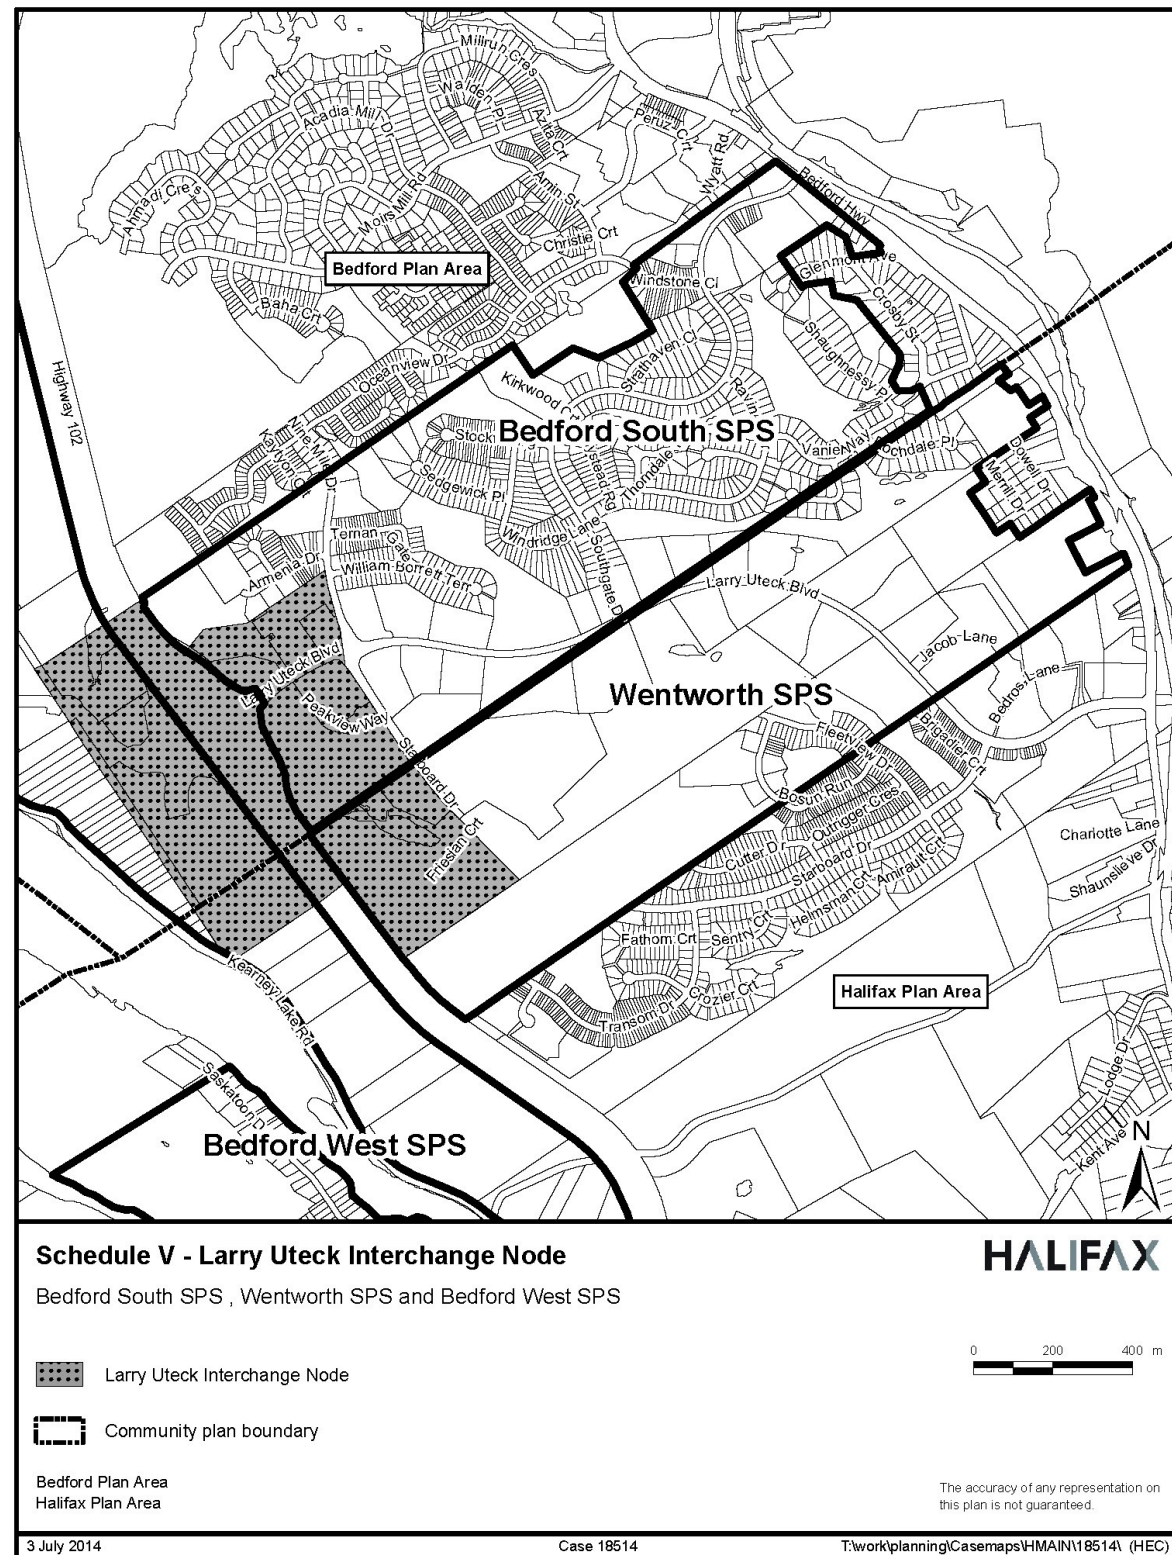 Millrun Cres
Walden Pl
Azita Crt
Acadia Mill Dr
Peruz Crt
Wyatt Rd
Ahmadi Cres
Amin St
Bedford Hwy
Moirs Mill Rd
Christie Crt
Bedford Plan Area
Glenmont Ave
Windstone Cl
Baha Crt
Crosby St
Shaughnessy Pl
Highway 102
Oceanview Dr
Strathaven Cl
Kirkwood Crt
Ravin
Nine Mile Dr
Stock
Bedford South SPS
Vanier Way
Rochdale Pl
Dowell Dr
Sedgewick Pl
stead Rd
Thorndale
Merrill Dr
Windridge Lane
Ternan
Gate
Southgate D
Armenia Dr
William Borrett Terr
Larry Uteck Blvd
Jacob Lane
Larry Uteck Blvd
Wentworth SPS
Bedros Lane
Peakview Way
Fleetview Dr
Brigadier Crt
Starboard Dr
Bosun Run
Outrigger Cres
Friesian Crt
Charlotte Lane
Cutter Dr
Starboard Dr
Amirault Crt
Shaunslieve Dr
Helmsman Crt
Fathom Crt
Sentry Crt
Kearney Lake Rd
Crozier Crt
Halifax Plan Area
Transom Dr
Lodge Dr
Saskatoon D
Bedford West SPS
Kent Ave
N
Schedule V - Larry Uteck Interchange Node
HALIFAX
Bedford South SPS , Wentworth SPS and Bedford West SPS
0 200 400 m
Larry Uteck Interchange Node
Community plan boundary
Bedford Plan Area
Halifax Plan Area
The accuracy of any representation on
this plan is not guaranteed.
3 July 2014
Case 18514
T:\work\planning\Casemaps\HMAIN\18514\ (HEC)